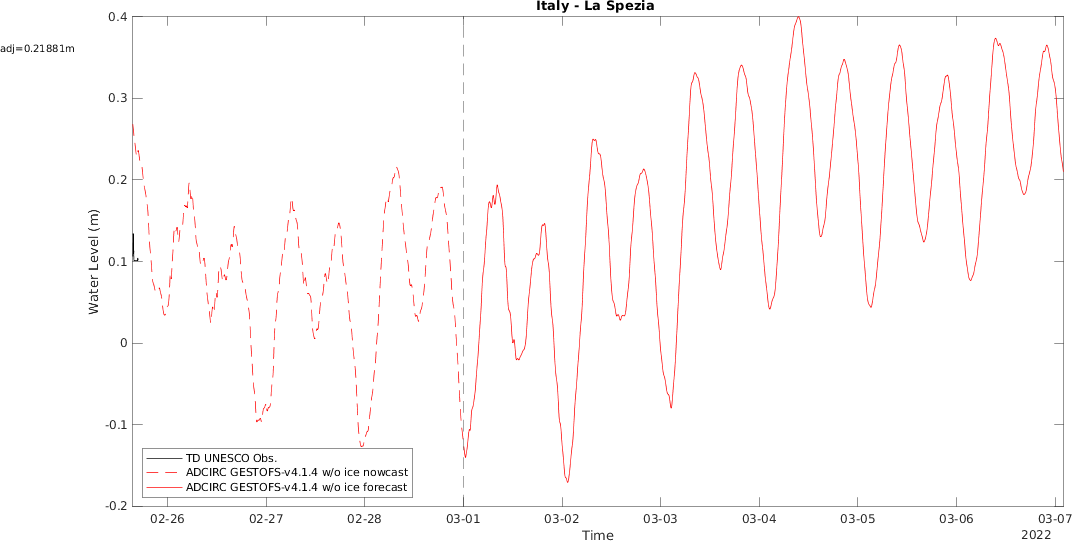 Italy - La Spezia
adj=0.21881m
Water Level (m)
0.4
0.3
0.2
0.1
0
-0.1
-0.2
TD UNESCO Obs.
ADCIRC GESTOFS-v4.1.4 w/o ice nowcast
ADCIRC GESTOFS-v4.1.4 w/o ice forecast
02-26 02-27 02-28 03-01 03-02 03-03 03-04 03-05 03-06 03-07
Time
2022